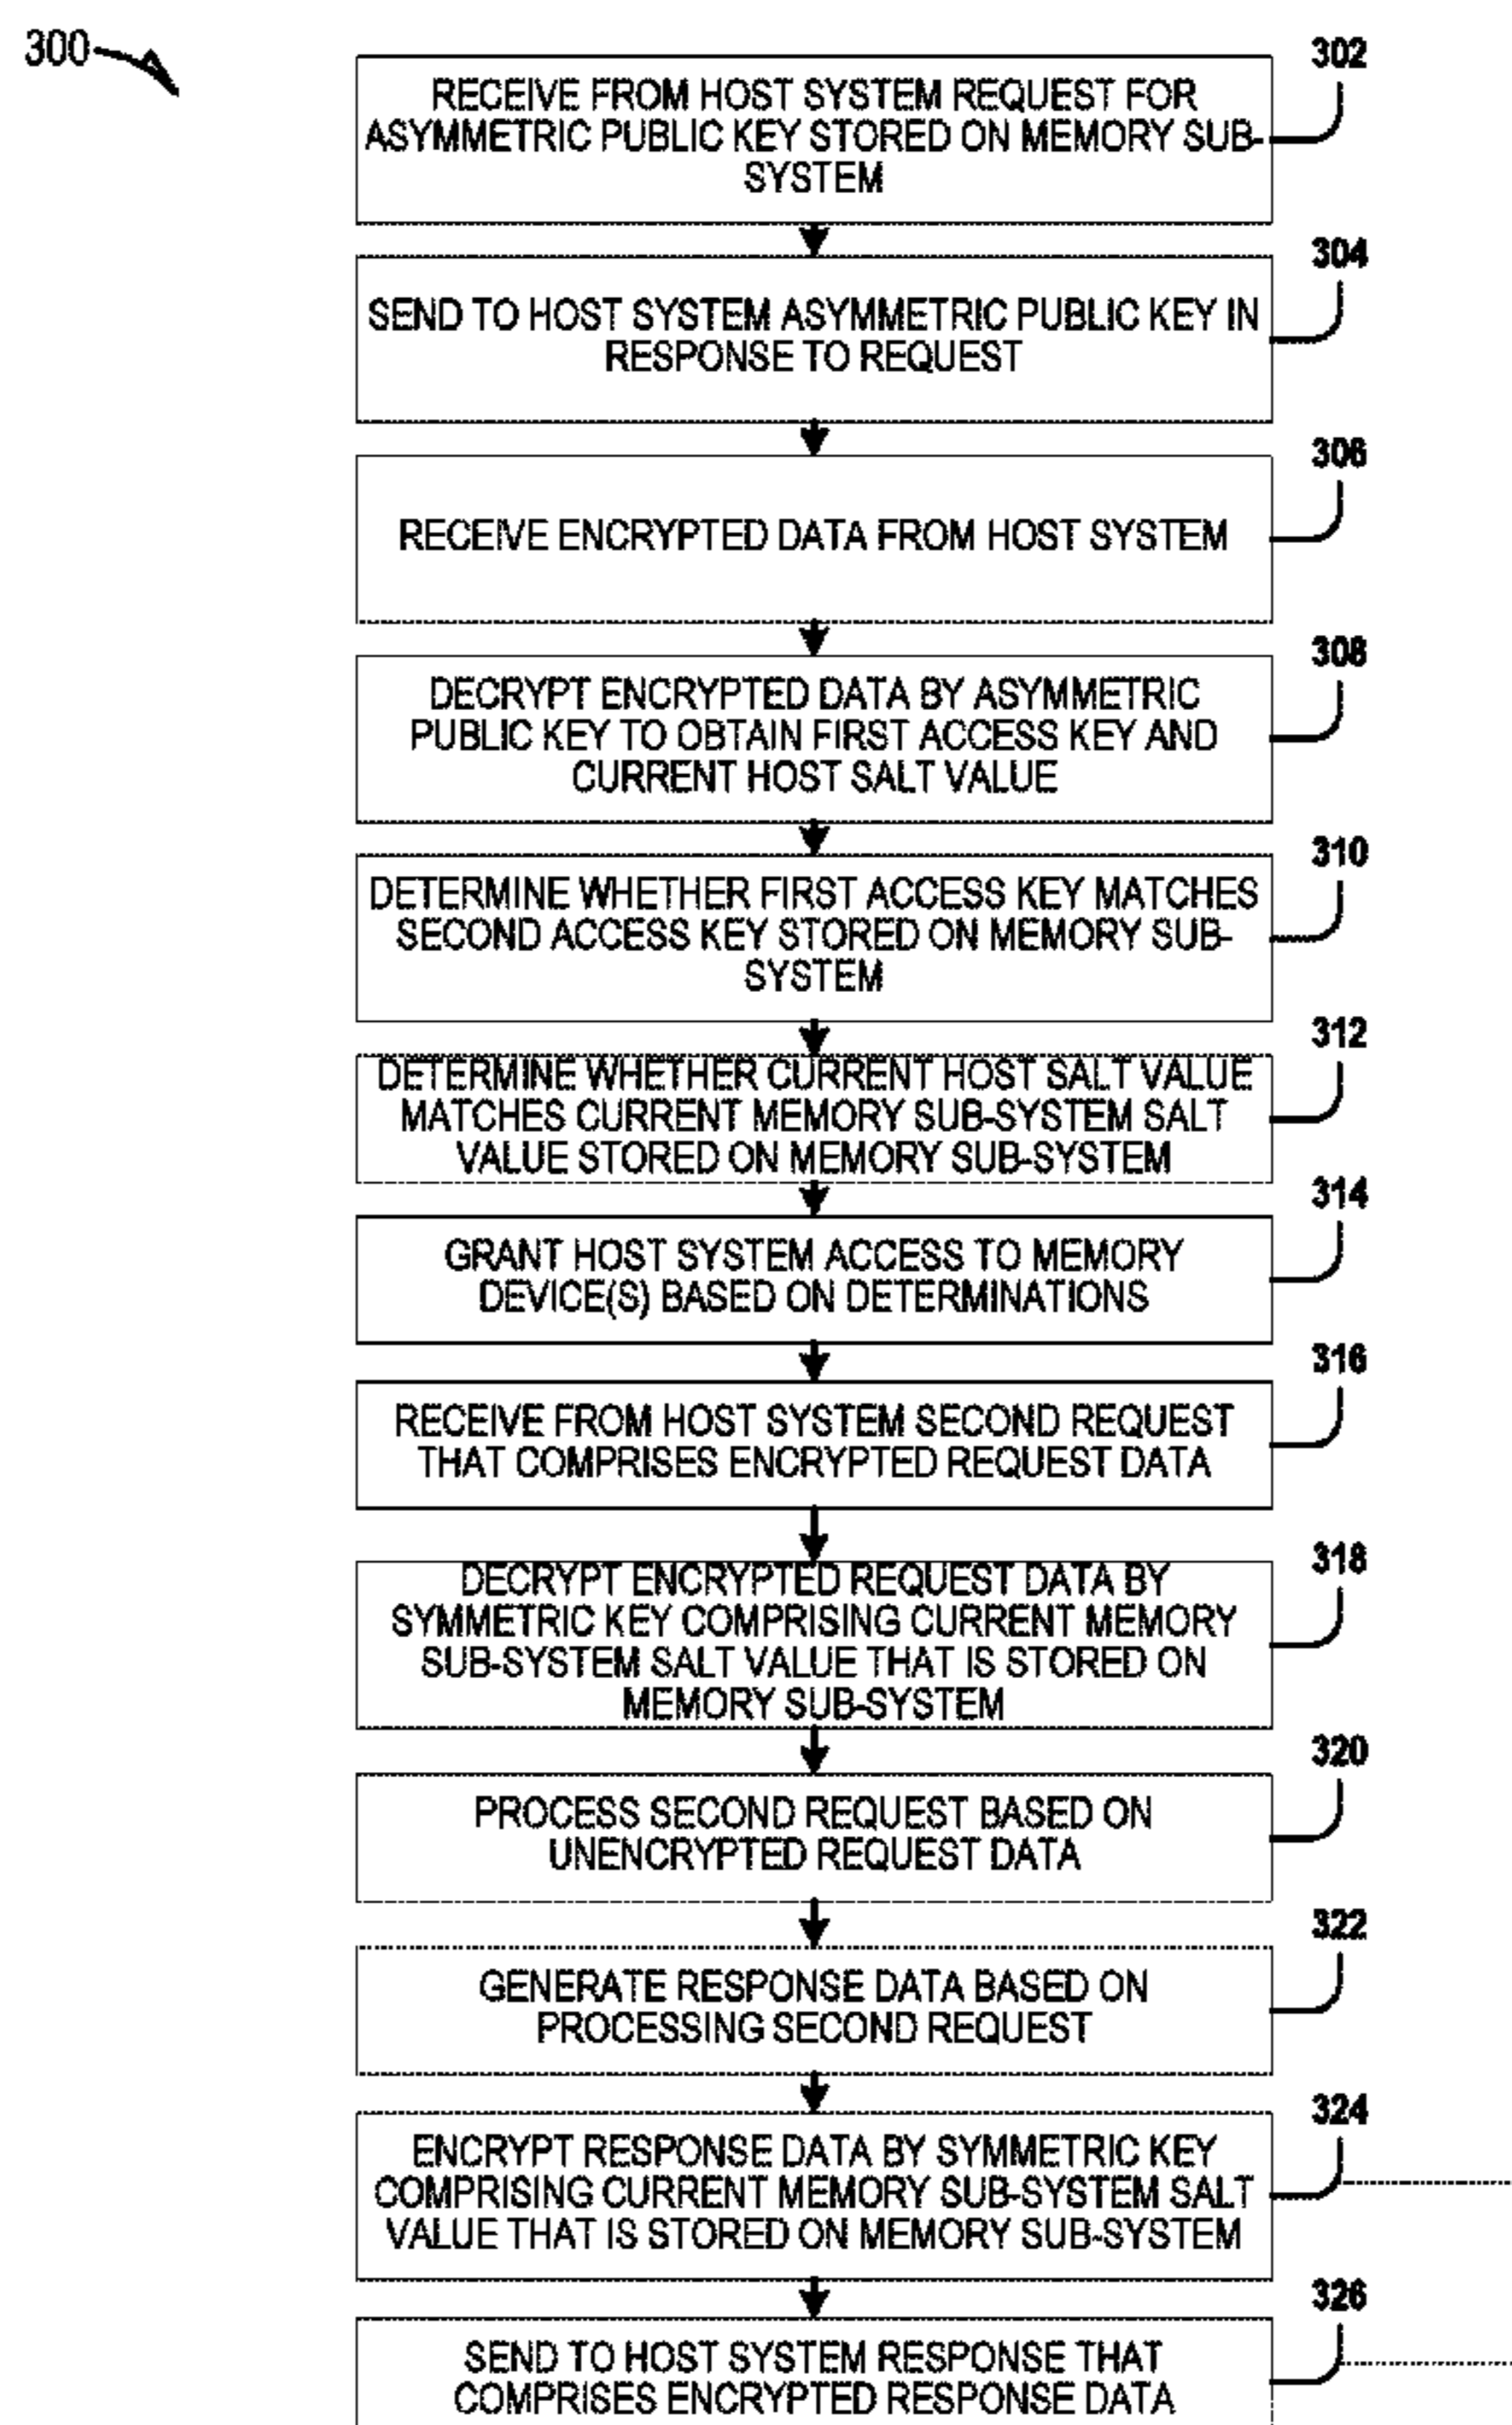 300
302
RECEIVE FROM HOST SYSTEM REQUEST FOR
ASYMMETRIC PUBLIC KEY STORED ON MEMORY SUB-
SYSTEM
304
SEND TO HOST SYSTEM ASYMMETRIC PUBLIC KEY IN
RESPONSE TO REQUEST
306
RECEIVE ENCRYPTED DATA FROM HOST SYSTEM
308
DECRYPT ENCRYPTED DATA BY ASYMMETRIC
PUBLIC KEY TO OBTAIN FIRST ACCESS KEY AND
CURRENT HOST SALT VALUE
310
DETERMINE WHETHER FIRST ACCESS KEY MATCHES
SECOND ACCESS KEY STORED ON MEMORY SUB-
SYSTEM
312
DETERMINE WHETHER CURRENT HOST SALT VALUE
MATCHES CURRENT MEMORY SUB-SYSTEM SALT
VALUE STORED ON MEMORY SUB-SYSTEM
314
GRANT HOST SYSTEM ACCESS TO MEMORY
DEVICE(S) BASED ON DETERMINATIONS
316
RECEIVE FROM HOST SYSTEM SECOND REQUEST
THAT COMPRISES ENCRYPTED REQUEST DATA
318
DECRYPT ENCRYPTED REQUEST DATA BY
SYMMETRIC KEY COMPRISING CURRENT MEMORY
SUB-SYSTEM SALT VALUE THAT IS STORED ON
MEMORY SUB-SYSTEM
320
PROCESS SECOND REQUEST BASED ON
UNENCRYPTED REQUEST DATA
322
GENERATE RESPONSE DATA BASED ON
PROCESSING SECOND REQUEST
324
ENCRYPT RESPONSE DATA BY SYMMETRIC KEY
COMPRISING CURRENT MEMORY SUB-SYSTEM SALT
VALUE THAT IS STORED ON MEMORY SUB-SYSTEM
326
SEND TO HOST SYSTEM RESPONSE THAT
COMPRISES ENCRYPTED RESPONSE DATA